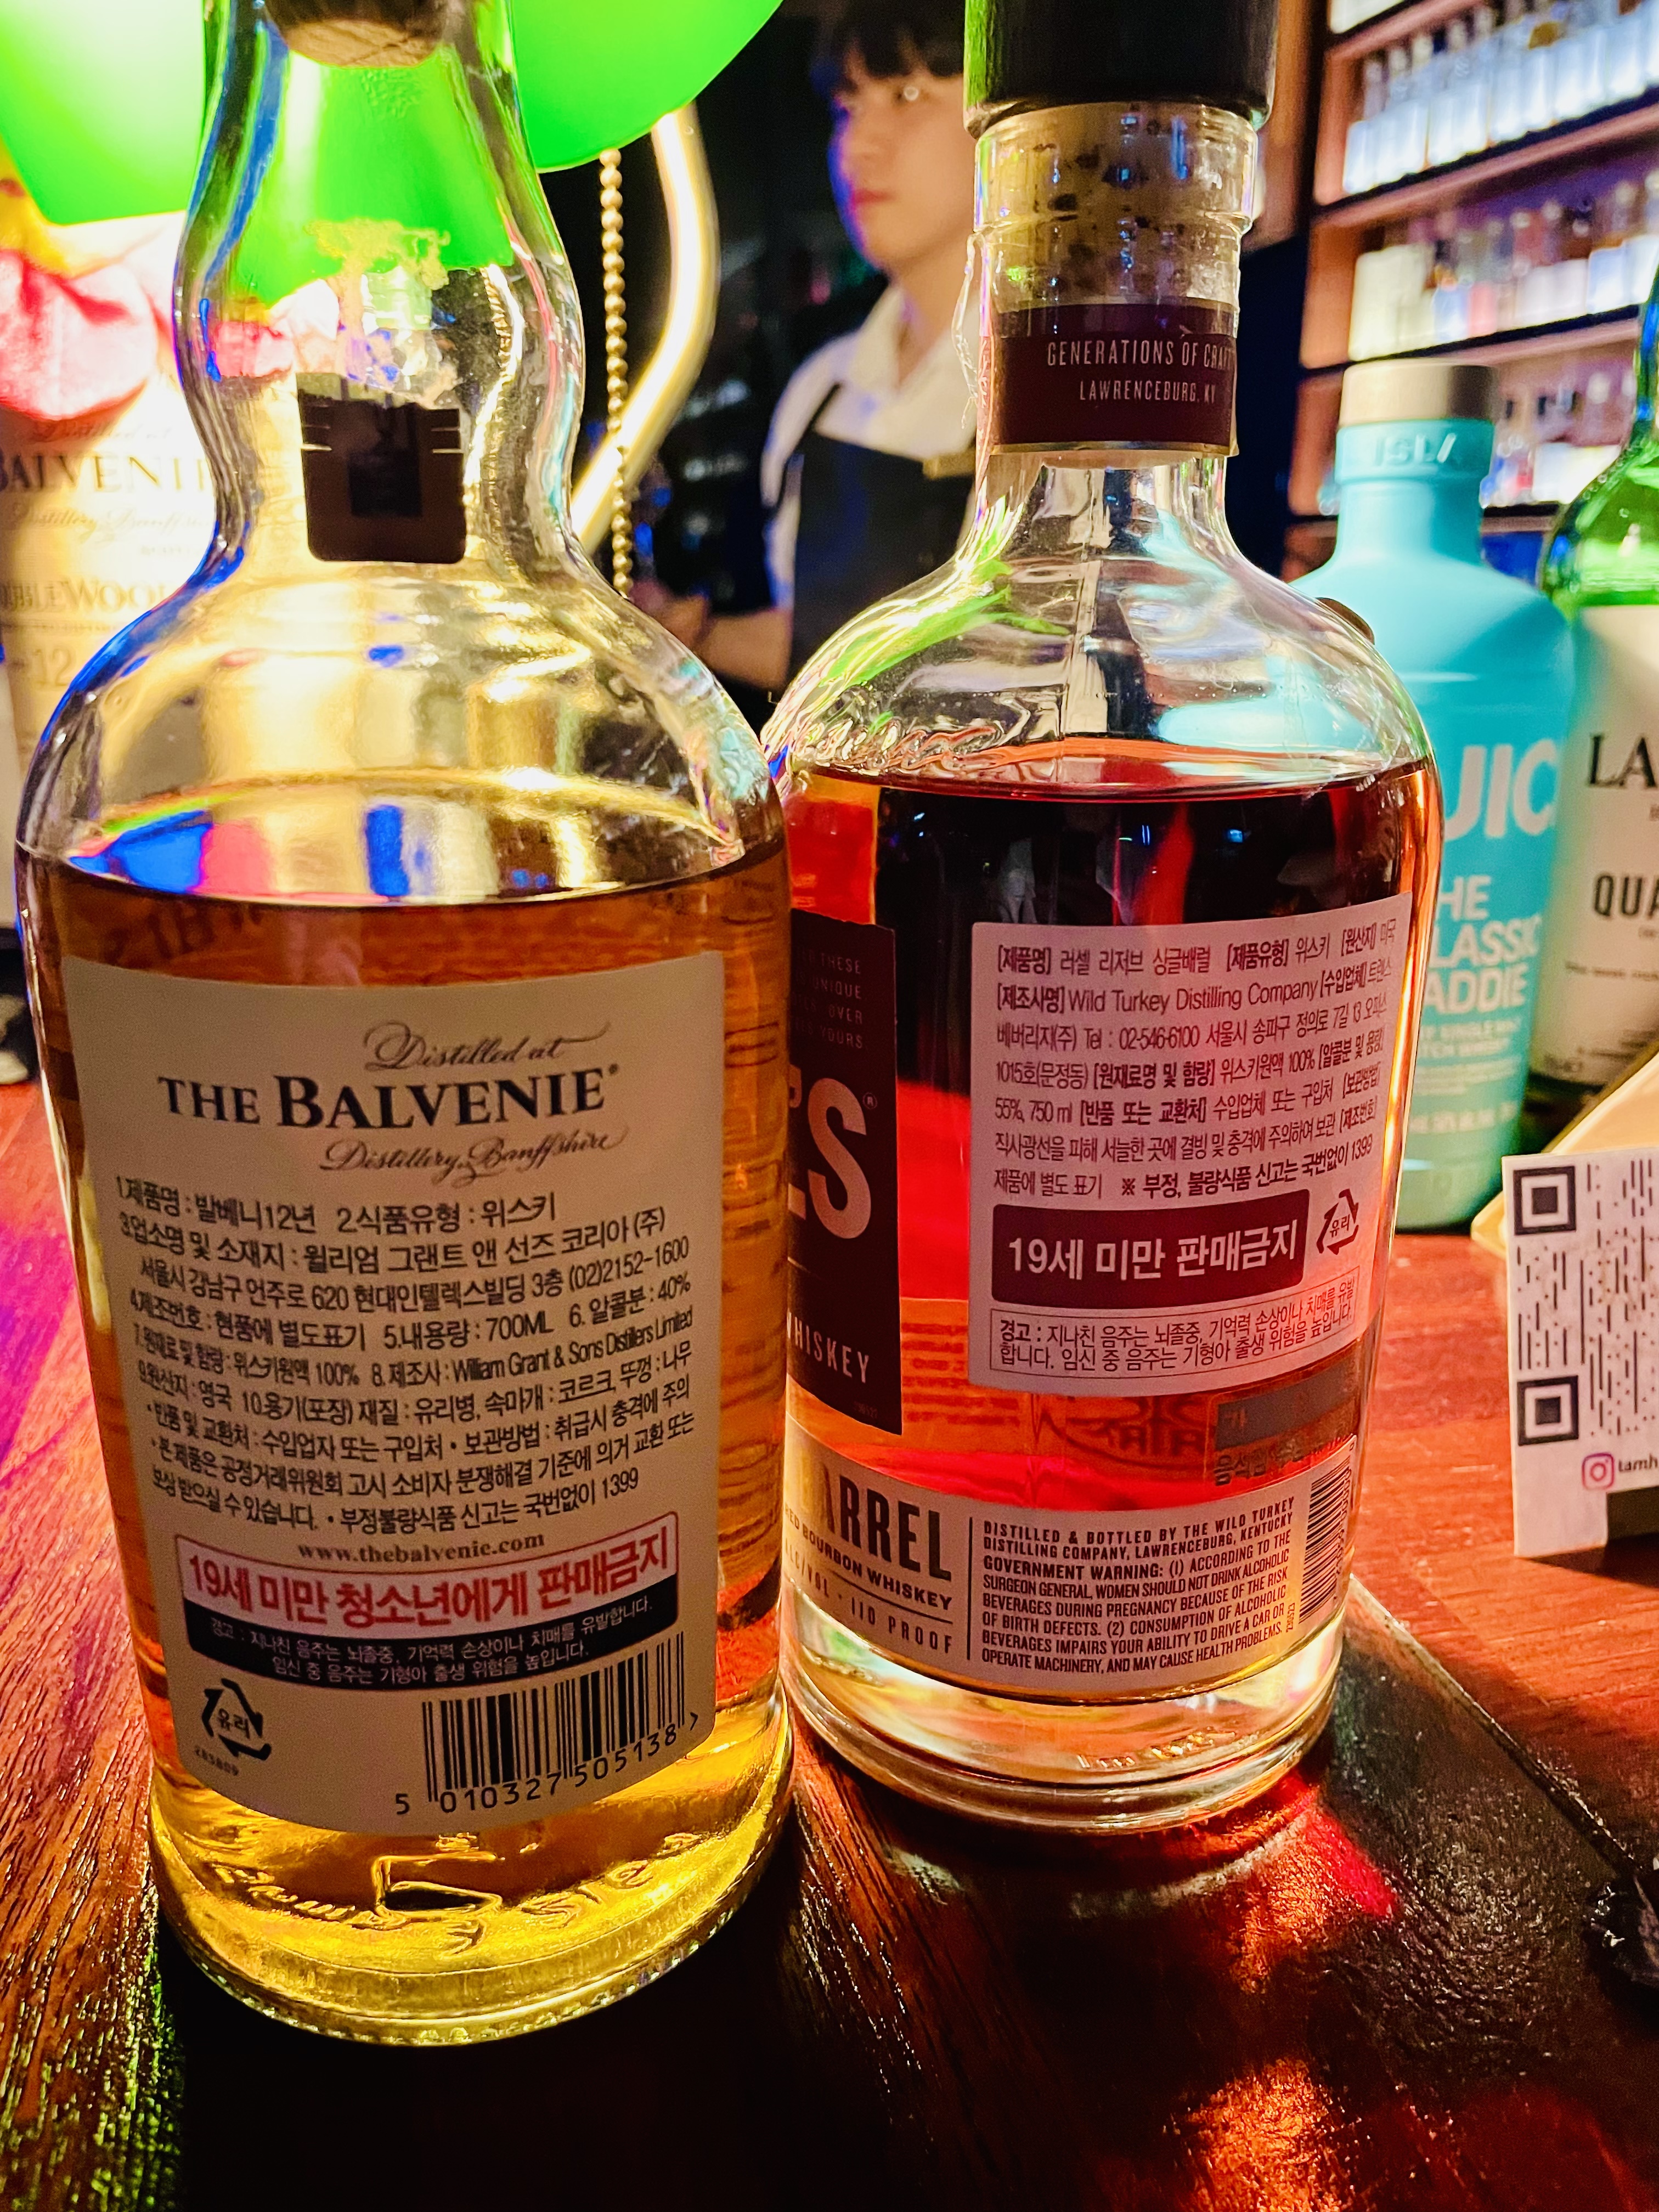 Distilled at
THE BALVENIE®
Distillery, Banffshire
1.제품명 : 발베니12년 2.식품유형 : 위스키
3.업소명 및 소재지 : 윌리엄 그랜트 앤 선즈 코리아 (주)
서울시 강남구 언주로 620 현대인텔렉스빌딩 3층 (02)2152-1600
4.제조번호 : 현품에 별도표기 5.내용량 : 700ML 6. 알콜분 : 40%
7.원재료 및 함량 : 위스키원액 100% 8.제조사 : William Grant & Sons Distillers Limited
9.원산지 : 영국 10.용기(포장) 재질 : 유리병, 속마개 : 코르크, 뚜껑 : 나무
• 반품 및 교환처 : 수입업자 또는 구입처 • 보관방법 : 취급시 충격에 주의
• 본 제품은 공정거래위원회 고시 소비자 분쟁해결 기준에 의거 교환 또는
보상 받으실 수 있습니다. • 부정불량식품 신고는 국번없이 1399
www.thebalvenie.com
19세 미만 청소년에게 판매금지
경고 : 지나친 음주는 뇌졸중, 기억력 손상이나 치매를 유발합니다.
임신 중 음주는 기형아 출생 위험을 높입니다.
유리
283809
5 010327 505138 >
BALVENIE
12
GENERATIONS OF CRAFT
LAWRENCEBURG, KY
THESE
UNIQUE
OVER
YOURS
'S®
WHISKEY
[제품명] 러셀 리저브 싱글배럴 [제품유형] 위스키 [원산지] 미국
[제조사명] Wild Turkey Distilling Company [수입업체] 트랜스
베버리지(주) Tel : 02-546-6100 서울시 송파구 정의로 7길 13 오피스
1015호(문정동) [원재료명 및 함량] 위스키원액 100% [알콜분 및 용량]
55%, 750 ml [반품 또는 교환처] 수입업체 또는 구입처 [보관방법]
직사광선을 피해 서늘한 곳에 결빙 및 충격에 주의하여 보관 [제조번호]
제품에 별도 표기 ※ 부정, 불량식품 신고는 국번없이 1399
19세 미만 판매금지
유리
경고 : 지나친 음주는 뇌졸중, 기억력 손상이나 치매를 유발
합니다. 임신 중 음주는 기형아 출생 위험을 높입니다.
ARREL
BOURBON WHISKEY
/VOL - 110 PROOF
DISTILLED & BOTTLED BY THE WILD TURKEY
DISTILLING COMPANY, LAWRENCEBURG, KENTUCKY
GOVERNMENT WARNING: (1) ACCORDING TO THE
SURGEON GENERAL, WOMEN SHOULD NOT DRINK ALCOHOLIC
BEVERAGES DURING PREGNANCY BECAUSE OF THE RISK
OF BIRTH DEFECTS. (2) CONSUMPTION OF ALCOHOLIC
BEVERAGES IMPAIRS YOUR ABILITY TO DRIVE A CAR OR
OPERATE MACHINERY, AND MAY CAUSE HEALTH PROBLEMS.
ISLA
UIC
HE
LASSIC
ADDIE
LA
QUA
tamh